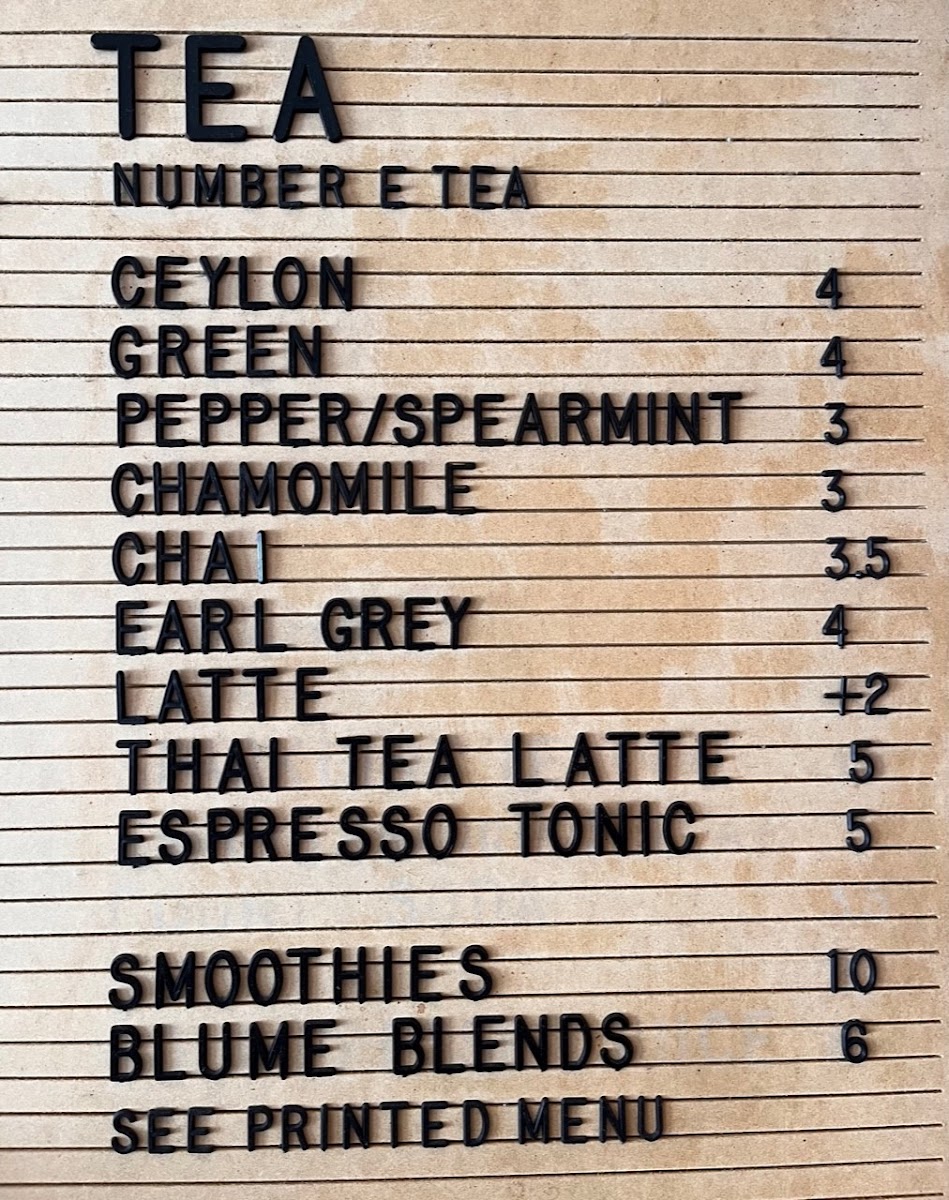 TEA
NUMBER E TEA
CEYLON 4
GREEN 4
PEPPER/SPEARMINT 3
CHAMOMILE 3
CHAI 3.5
EARL GREY 4
LATTE +2
THAI TEA LATTE 5
ESPRESSO TONIC 5
SMOOTHIES 10
BLUME BLENDS 6
SEE PRINTED MENU